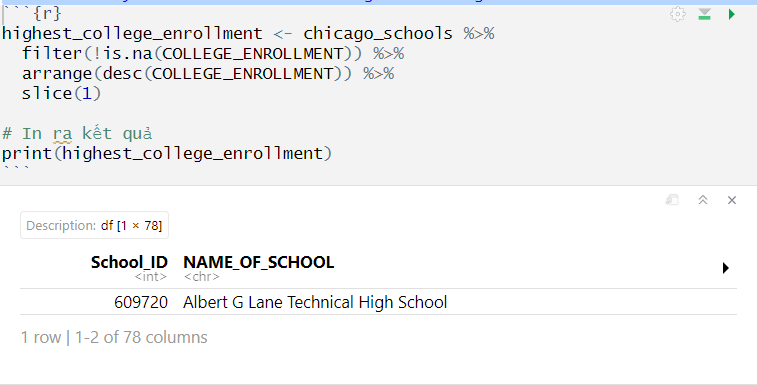 ```{r}
highest_college_enrollment <- chicago_schools %>%
  filter(!is.na(COLLEGE_ENROLLMENT)) %>%
  arrange(desc(COLLEGE_ENROLLMENT)) %>%
  slice(1)
# In ra kết quả
print(highest_college_enrollment)
```
Description: df [1 × 78]
School_ID NAME_OF_SCHOOL
<int> <chr>
609720 Albert G Lane Technical High School
1 row | 1-2 of 78 columns